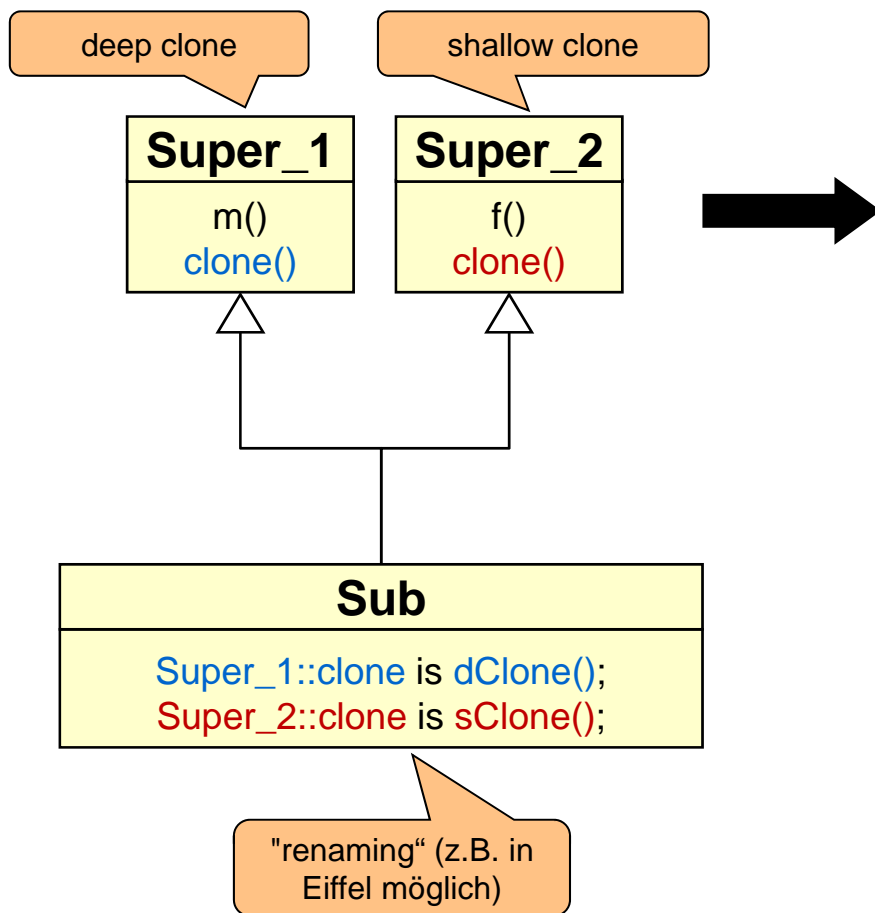 deep clone
shallow clone
Super_1
m()
clone()
Super_2
f()
clone()
Sub
Super_1::clone is dClone();
Super_2::clone is sClone();
"renaming“ (z.B. in
Eiffel möglich)